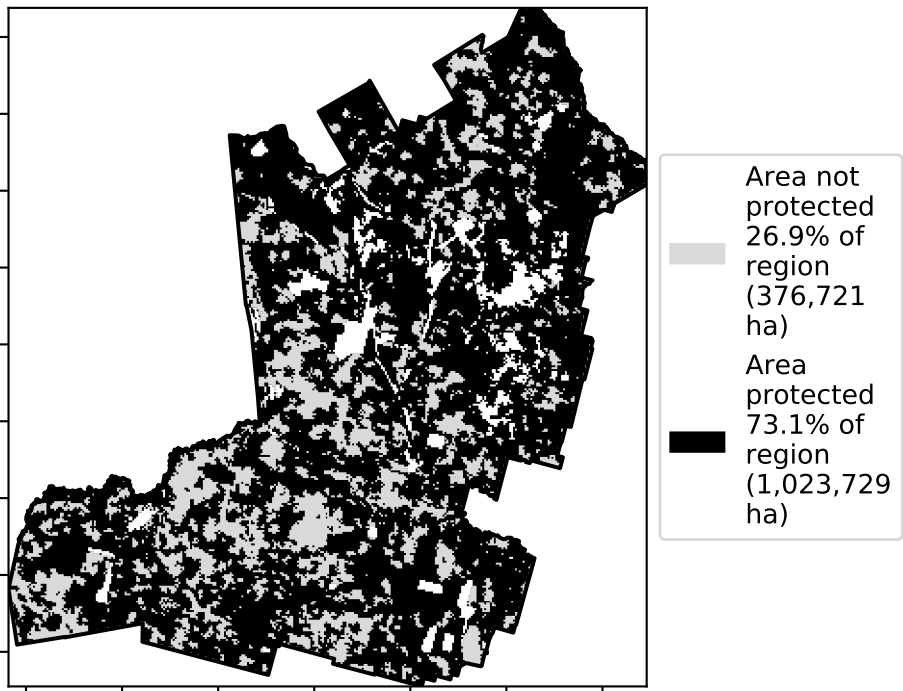 Area not
protected
26.9% of
region
(376,721
ha)
Area
protected
73.1% of
region
(1,023,729
ha)